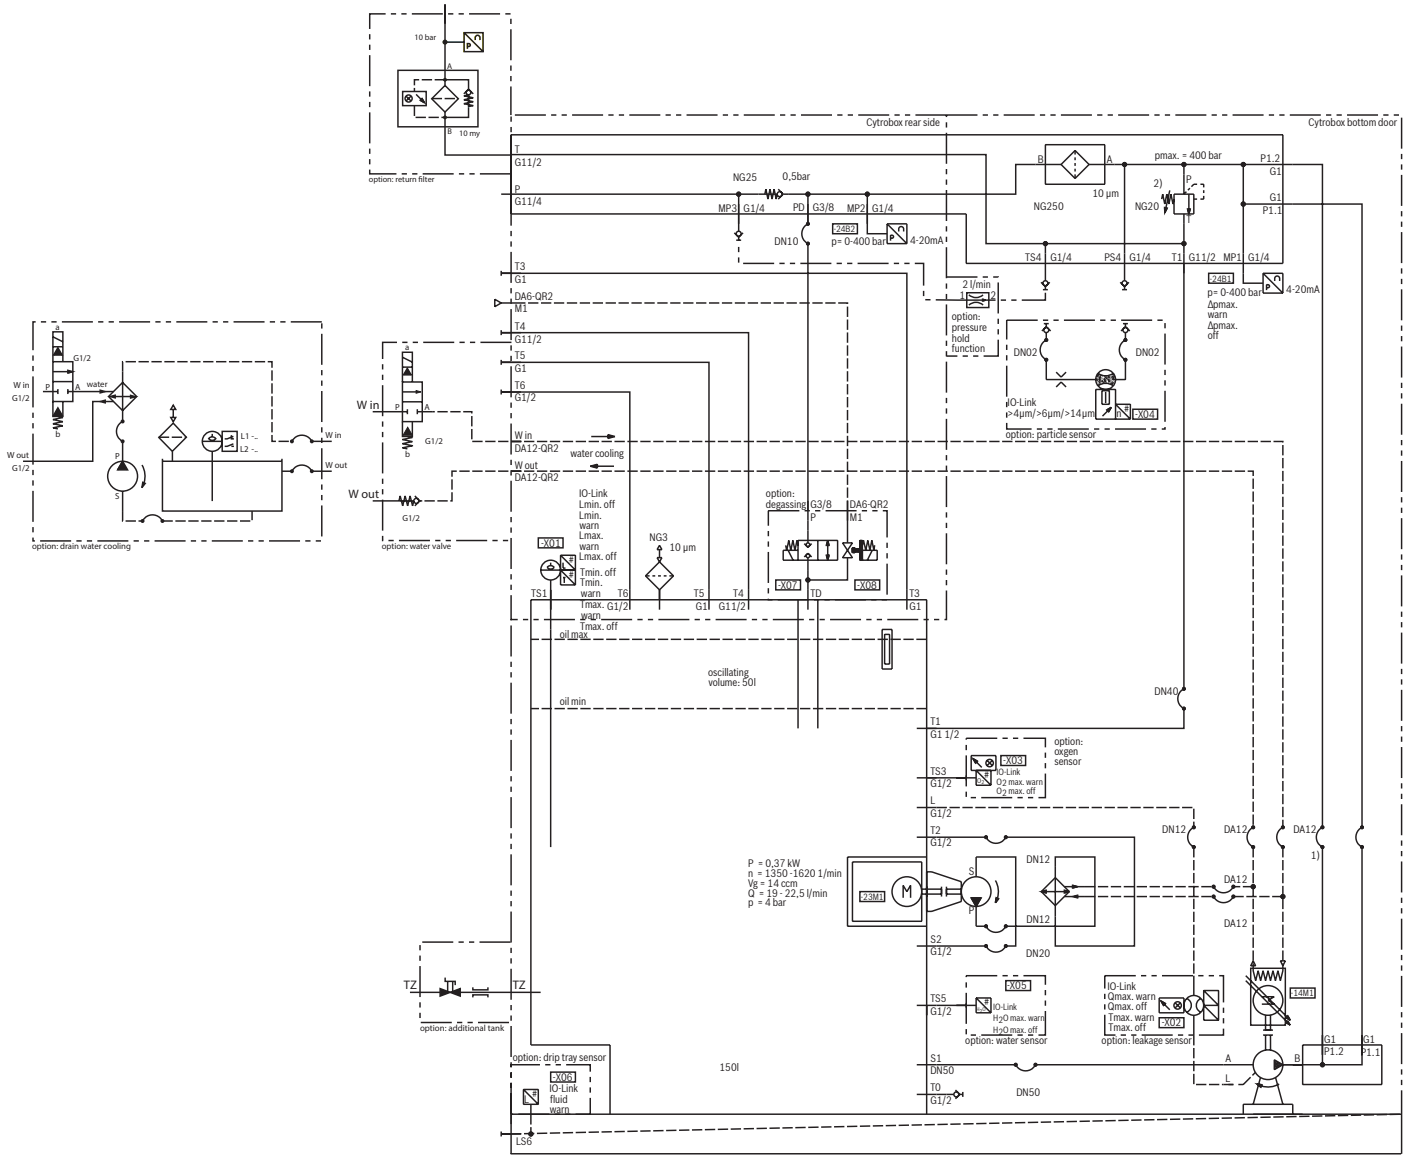 10 bar
P
A
B
10 my
option: return filter
Cytrobox rear side
Cytrobox bottom door
T
G11/2
P
G11/4
NG25
0,5bar
MP3
G1/4
PD
G3/8
MP2
G1/4
DN10
-24B2
p= 0-400 bar
P
4-20mA
B
A
10 µm
NG250
pmax. = 400 bar
2)
P
NG20
T
P1.2
G1
G1
P1.1
TS4
G1/4
PS4
G1/4
T1
G11/2
MP1
G1/4
-24B1
p= 0-400 bar
P
4-20mA
Δpmax.
warn
Δpmax.
off
T3
G1
DA6-QR2
M1
T4
G11/2
T5
G1
T6
G1/2
2 l/min
1
2
option:
pressure
hold
function
DN02
DN02
IO-Link
>4µm/>6µm/>14µm
n
#
-X04
option: particle sensor
a
G1/2
W in
G1/2
P
A
water
b
W out
G1/2
P
S
L1
L2
W in
W out
option: drain water cooling
a
W in
P
A
G1/2
b
W out
G1/2
option: water valve
W in
DA12-QR2
water cooling
W out
DA12-QR2
IO-Link
Lmin. off
Lmin.
warn
Lmax.
warn
Lmax. off
Tmin. off
Tmin.
warn
Tmax.
warn
Tmax. off
-X01
L
#
T
#
NG3
10 µm
option:
degassing
G3/8
P
DA6-QR2
M1
-X07
-X08
TS1
T6
G1/2
T5
G1
T4
G11/2
TD
T3
G1
oil max
oscillating
volume: 50l
oil min
DN40
T1
G1 1/2
option:
oxgen
sensor
-X03
TS3
G1/2
#
O2
IO-Link
O2 max. warn
O2 max. off
L
G1/2
T2
G1/2
DN12
DA12
DA12
1)
P = 0,37 kW
n = 1350 -1620 1/min
Vg = 14 ccm
Q = 19 - 22,5 l/min
p = 4 bar
-23M1
M
S
P
DN12
DN12
DA12
DA12
S2
G1/2
DN20
TZ
TZ
option: additional tank
-X05
TS5
G1/2
#
IO-Link
H2O max. warn
H2O max. off
option: water sensor
IO-Link
Qmax. warn
Qmax. off
Tmax. warn
Tmax. off
-X02
option: leakage sensor
M
-14M1
G1
P1.2
G1
P1.1
option: drip tray sensor
-X06
IO-Link
fluid
warn
L
#
LS6
150l
S1
DN50
DN50
A
B
L
T0
G1/2